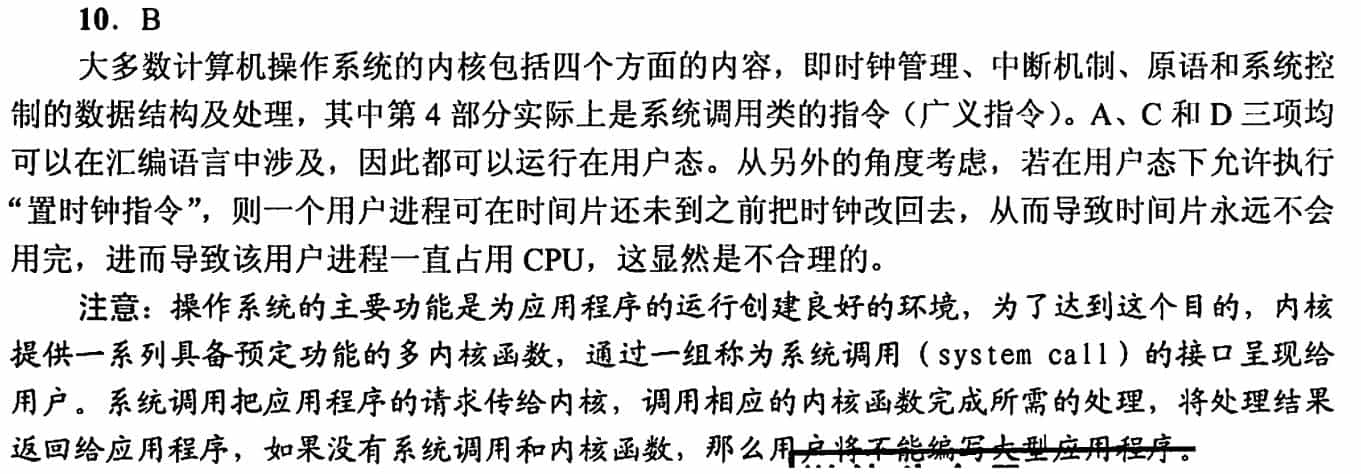 10．B
大多数计算机操作系统的内核包括四个方面的内容，即时钟管理、中断机制、原语和系统控
制的数据结构及处理，其中第 4 部分实际上是系统调用类的指令（广义指令）。A、C 和 D 三项均
可以在汇编语言中涉及，因此都可以运行在用户态。从另外的角度考虑，若在用户态下允许执行
“置时钟指令”，则一个用户进程可在时间片还未到之前把时钟改回去，从而导致时间片永远不会
用完，进而导致该用户进程一直占用 CPU，这显然是不合理的。
注意：操作系统的主要功能是为应用程序的运行创建良好的环境，为了达到这个目的，内核
提供一系列具备预定功能的多内核函数，通过一组称为系统调用（system call）的接口呈现给
用户。系统调用把应用程序的请求传给内核，调用相应的内核函数完成所需的处理，将处理结果
返回给应用程序，如果没有系统调用和内核函数，那么用户将不能编写大型应用程序。